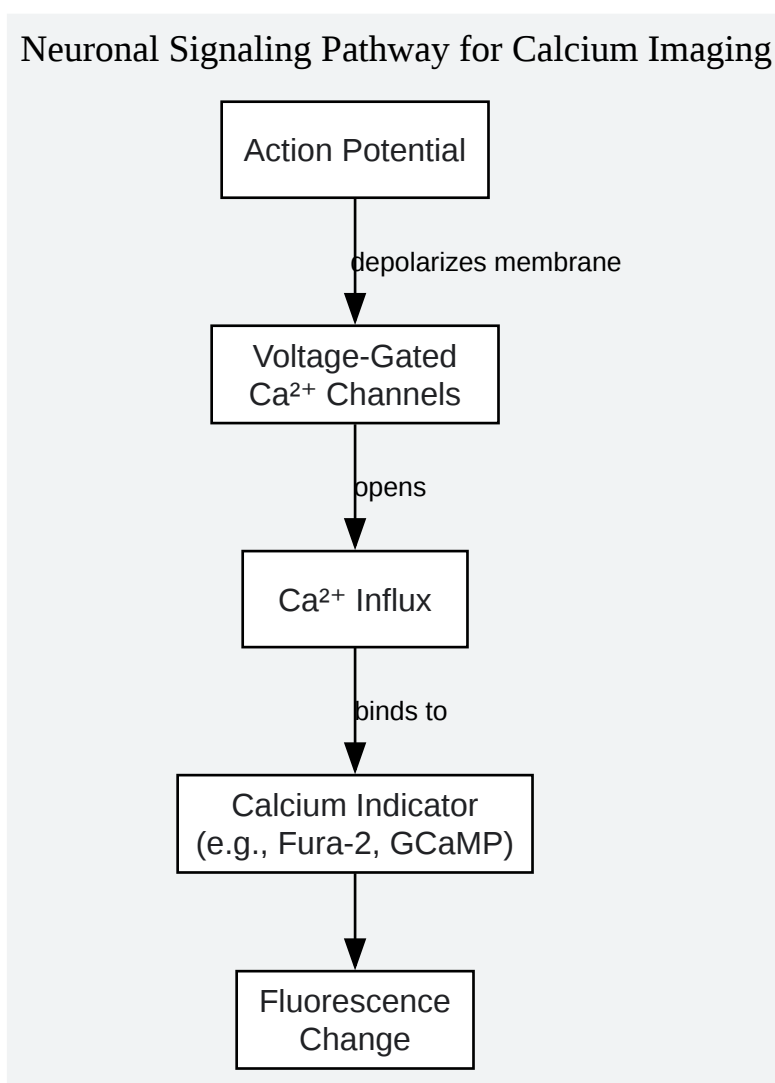 Neuronal Signaling Pathway for Calcium Imaging
Action Potential
depolarizes membrane
Voltage-Gated
Ca²⁺ Channels
opens
Ca²⁺ Influx
binds to
Calcium Indicator
(e.g., Fura-2, GCaMP)
Fluorescence
Change